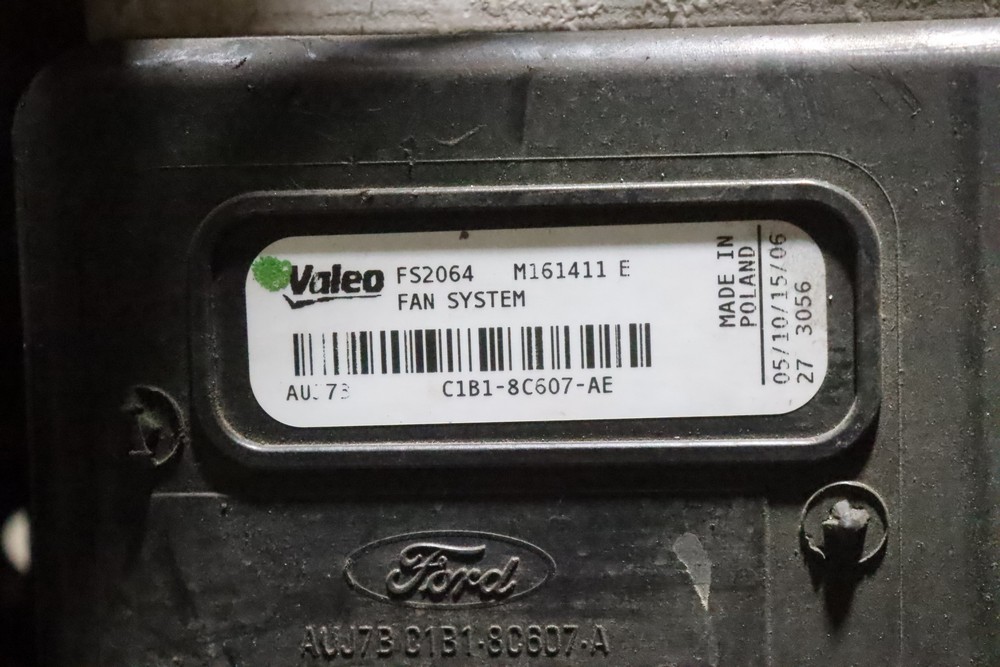 Valeo FS2064 M161411 E
FAN SYSTEM
C1B1-8C607-AE
MADE IN
POLAND
05/10/15/06
27 3056
Ford
AUJ7B C1B1-8C607-A